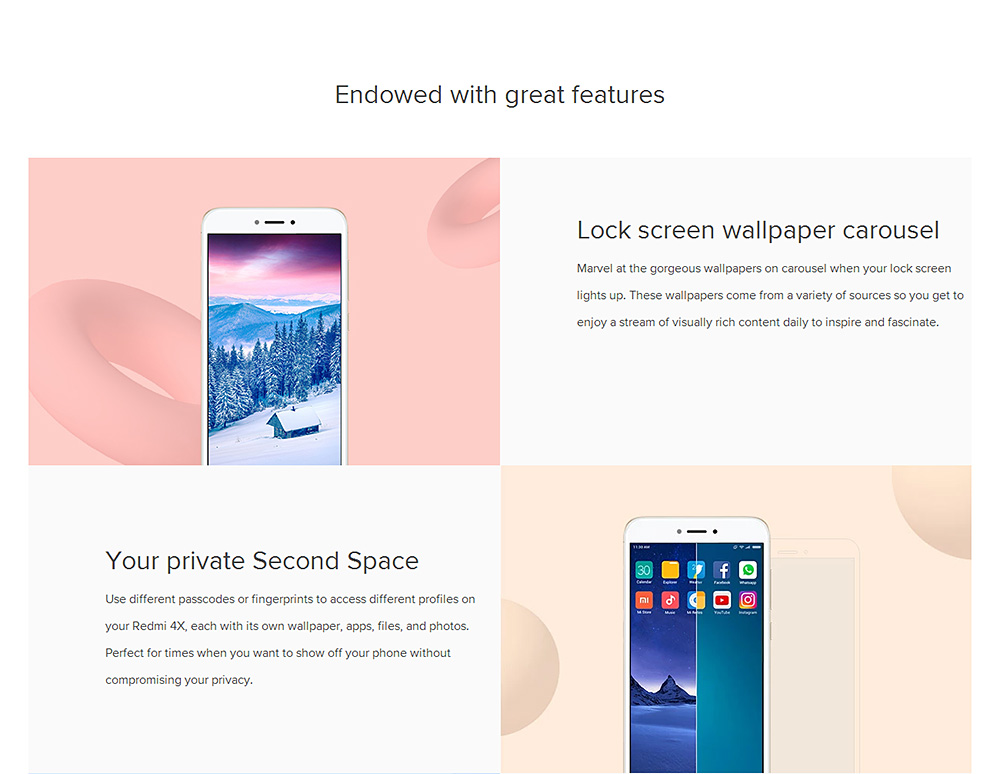 Endowed with great features
Lock screen wallpaper carousel
Marvel at the gorgeous wallpapers on carousel when your lock screen
lights up. These wallpapers come from a variety of sources so you get to
enjoy a stream of visually rich content daily to inspire and fascinate.
Your private Second Space
Use different passcodes or fingerprints to access different profiles on
your Redmi 4X, each with its own wallpaper, apps, files, and photos.
Perfect for times when you want to show off your phone without
compromising your privacy.
30
Calendar Explorer Facebook Whatsapp
mi
Mi Store Music YouTube Instagram